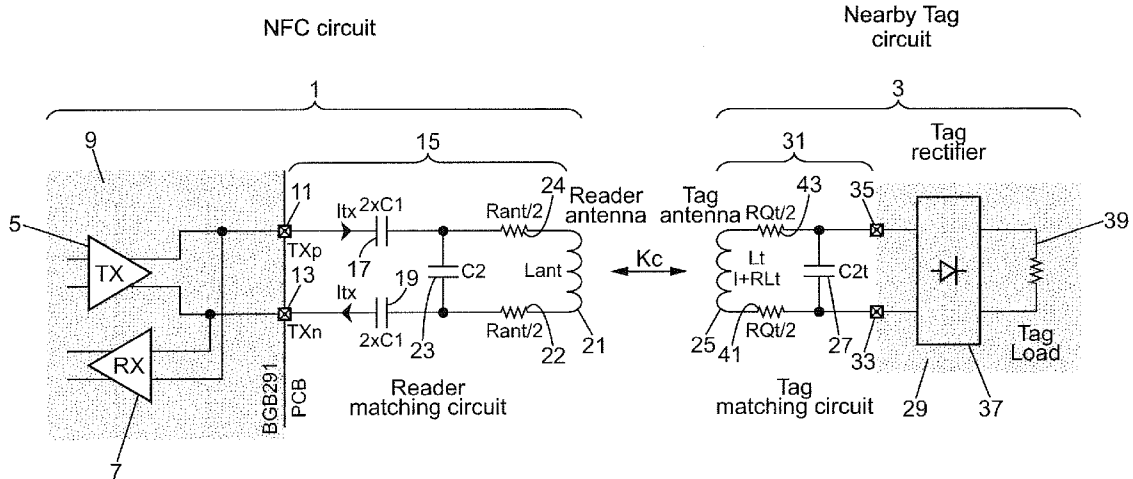 NFC circuit
Nearby Tag
circuit
1
3
9
15
31
Tag
rectifier
11
24
Reader
antenna
Tag
antenna
43
35
5
Itx
2xC1
Rant/2
RQt/2
39
TX
TXp
17
13
19
C2
Lant
Kc
Lt
I+RLt
C2t
Itx
TXn
2xC1
23
Rant/2
22
21
25
41
RQt/2
27
33
Tag
Load
RX
BGB291
PCB
Reader
matching circuit
Tag
matching circuit
29
37
7